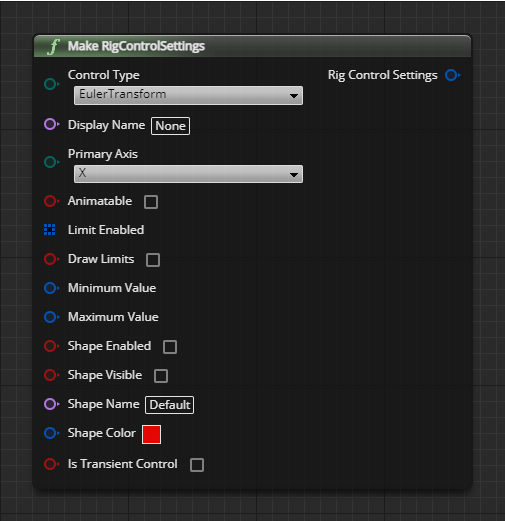 f Make RigControlSettings
Control Type
Rig Control Settings
EulerTransform
Display Name None
Primary Axis
X
Animatable
Limit Enabled
Draw Limits
Minimum Value
Maximum Value
Shape Enabled
Shape Visible
Shape Name Default
Shape Color
Is Transient Control